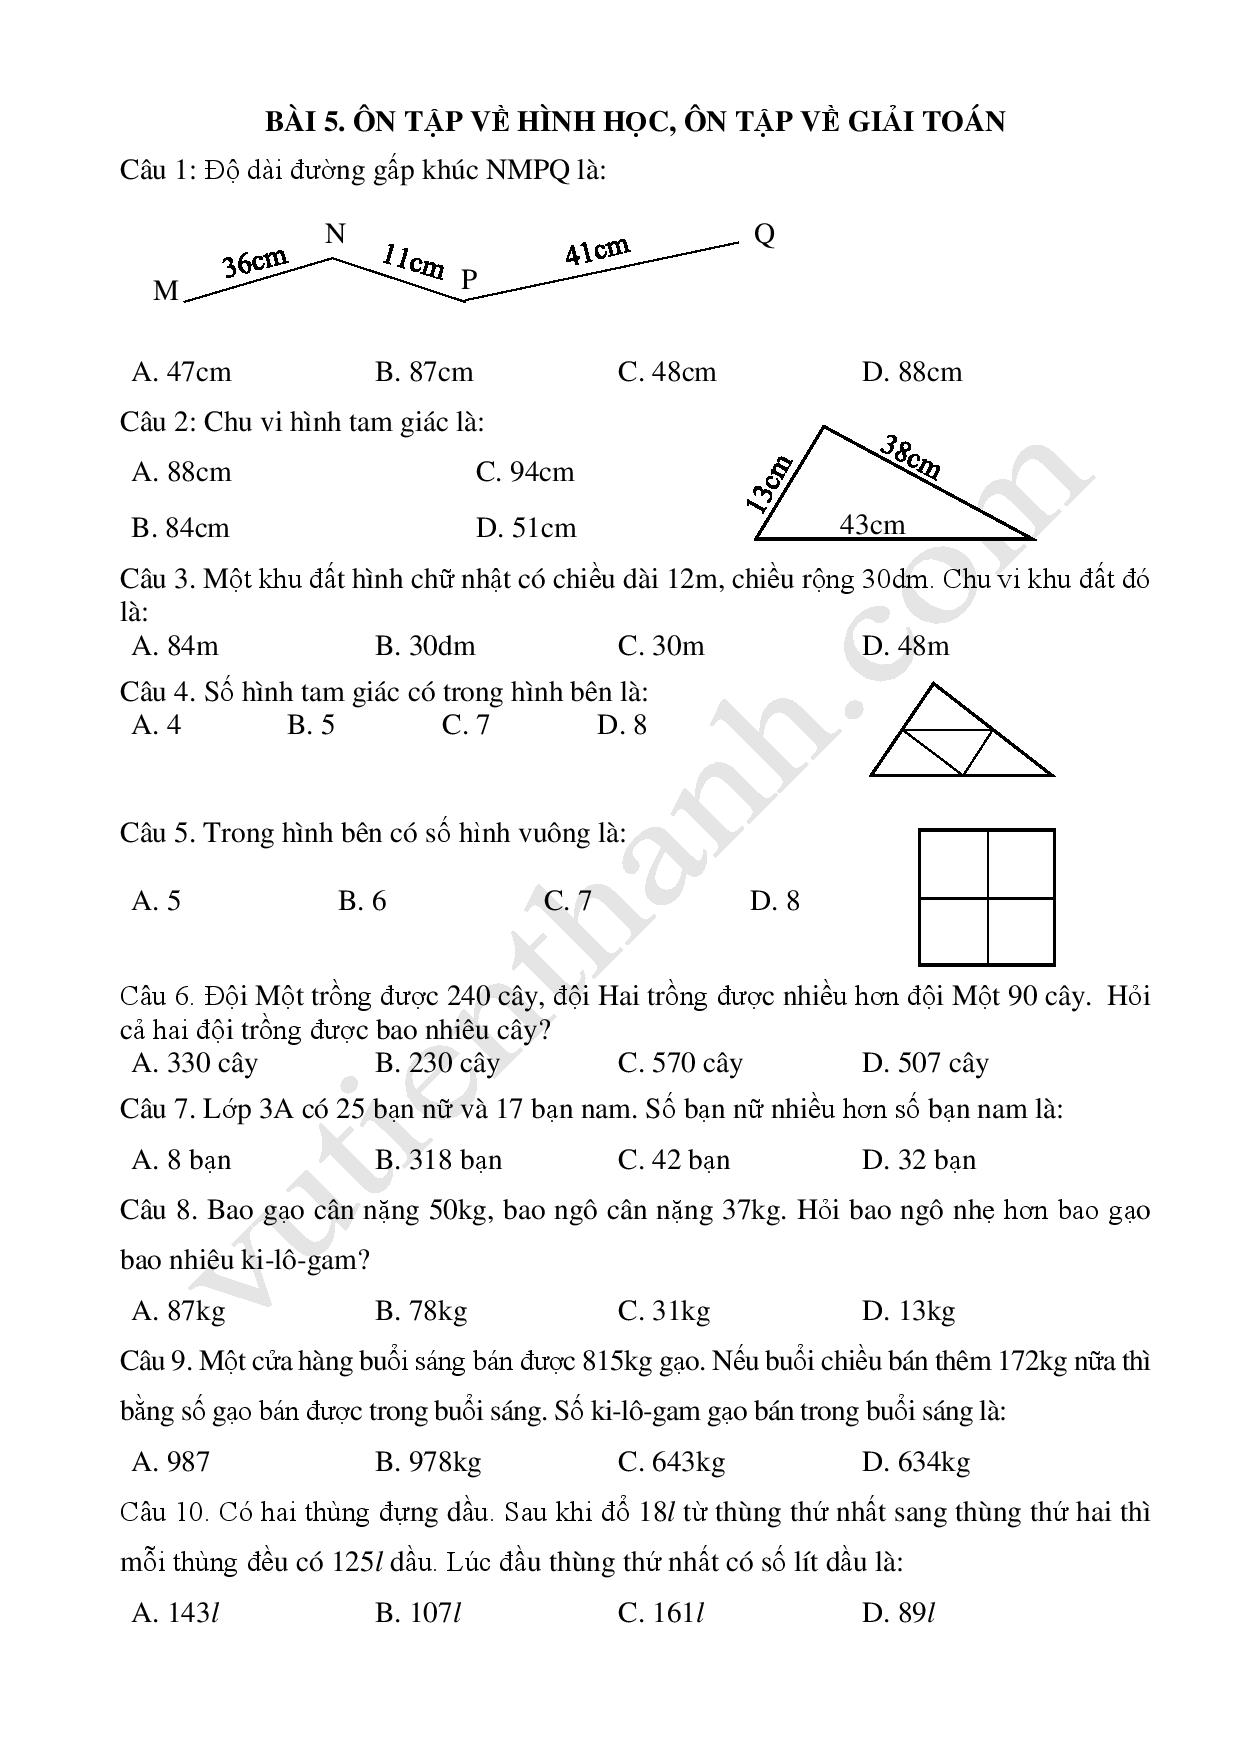 BÀI 5. ÔN TẬP VỀ HÌNH HỌC, ÔN TẬP VỀ GIẢI TOÁN
Câu 1: Độ dài đường gấp khúc NMPQ là:
M 36cm N 11cm P 41cm Q
A. 47cm B. 87cm C. 48cm D. 88cm
Câu 2: Chu vi hình tam giác là:
A. 88cm C. 94cm
B. 84cm D. 51cm
13cm 38cm 43cm
Câu 3. Một khu đất hình chữ nhật có chiều dài 12m, chiều rộng 30dm. Chu vi khu đất đó
là:
A. 84m B. 30dm C. 30m D. 48m
Câu 4. Số hình tam giác có trong hình bên là:
A. 4 B. 5 C. 7 D. 8
Câu 5. Trong hình bên có số hình vuông là:
A. 5 B. 6 C. 7 D. 8
Câu 6. Đội Một trồng được 240 cây, đội Hai trồng được nhiều hơn đội Một 90 cây. Hỏi
cả hai đội trồng được bao nhiêu cây?
A. 330 cây B. 230 cây C. 570 cây D. 507 cây
Câu 7. Lớp 3A có 25 bạn nữ và 17 bạn nam. Số bạn nữ nhiều hơn số bạn nam là:
A. 8 bạn B. 318 bạn C. 42 bạn D. 32 bạn
Câu 8. Bao gạo cân nặng 50kg, bao ngô cân nặng 37kg. Hỏi bao ngô nhẹ hơn bao gạo
bao nhiêu ki-lô-gam?
A. 87kg B. 78kg C. 31kg D. 13kg
Câu 9. Một cửa hàng buổi sáng bán được 815kg gạo. Nếu buổi chiều bán thêm 172kg nữa thì
bằng số gạo bán được trong buổi sáng. Số ki-lô-gam gạo bán trong buổi sáng là:
A. 987 B. 978kg C. 643kg D. 634kg
Câu 10. Có hai thùng đựng dầu. Sau khi đổ 18l từ thùng thứ nhất sang thùng thứ hai thì
mỗi thùng đều có 125l dầu. Lúc đầu thùng thứ nhất có số lít dầu là:
A. 143l B. 107l C. 161l D. 89l
vutienthanh.com